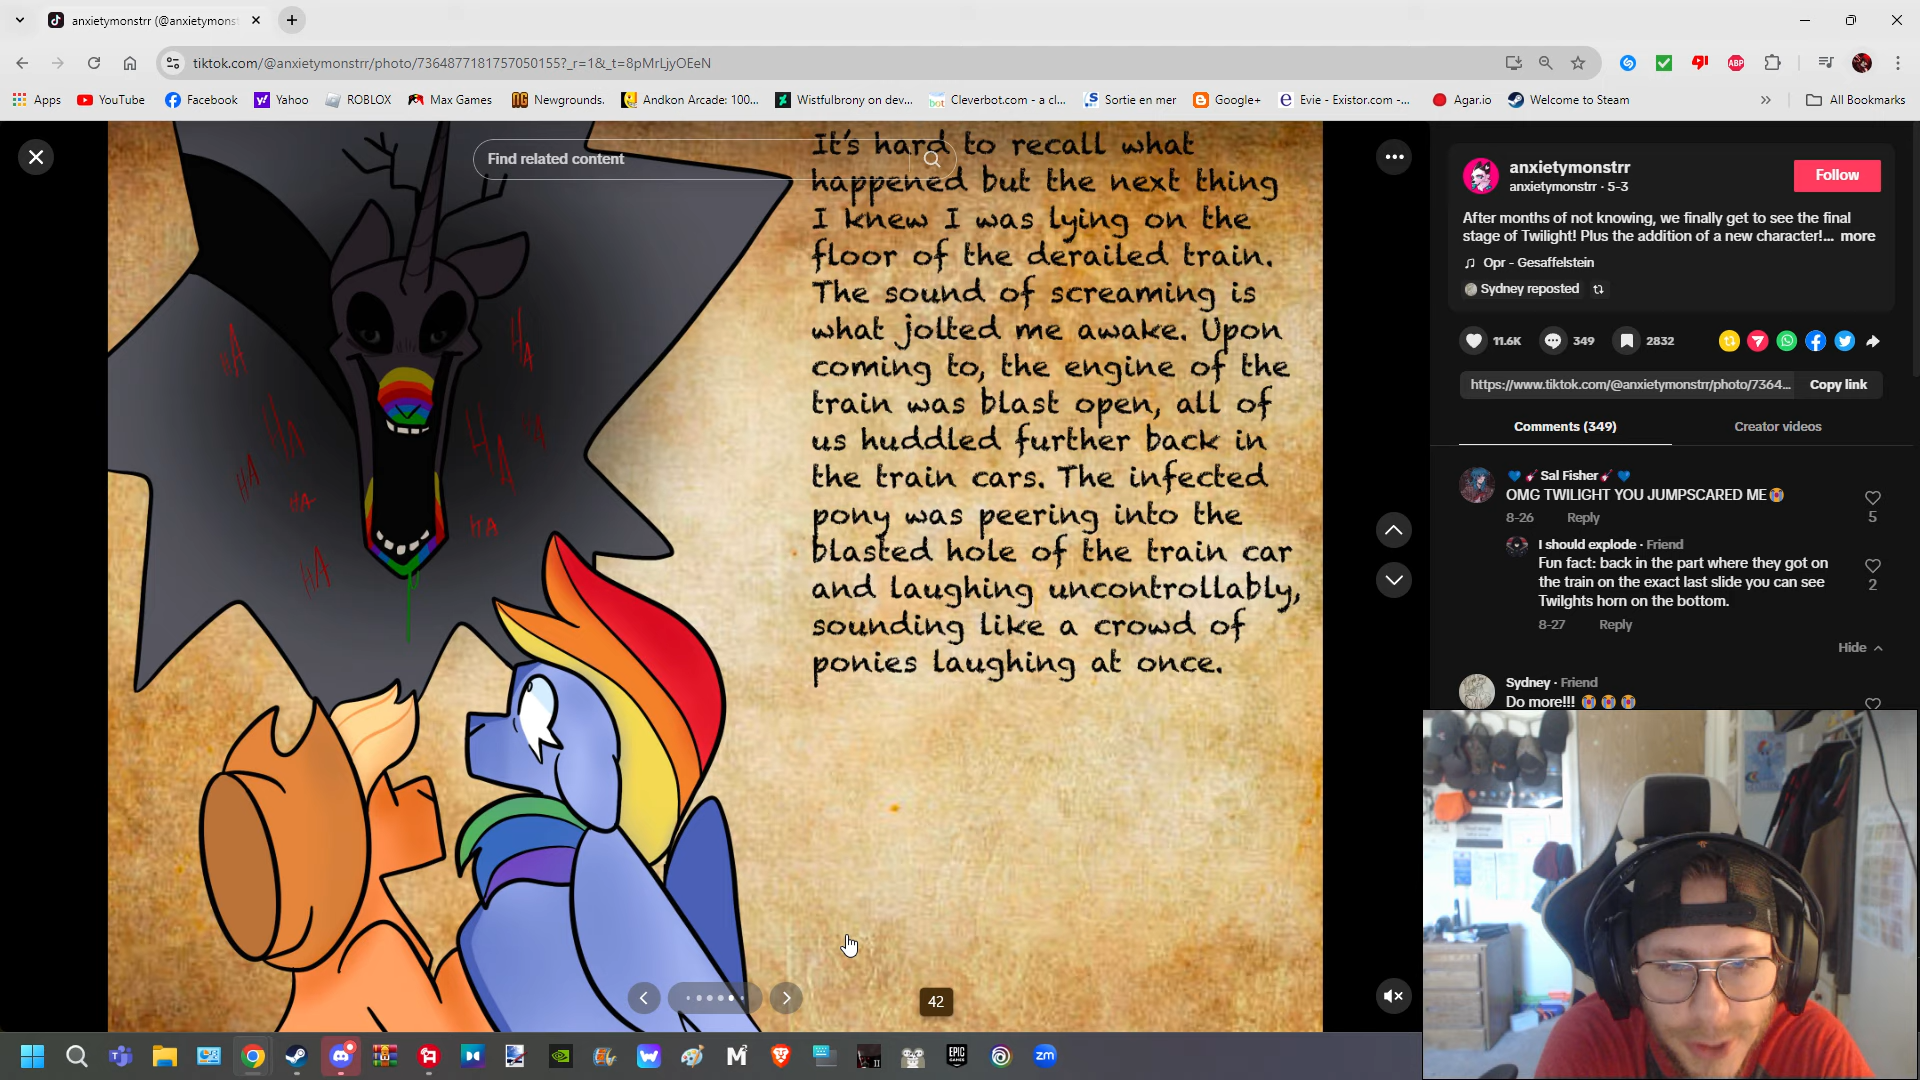 anxietymonstrr (@anxietymonst
tiktok.com/@anxietymonstrr/photo/7364877181757050155?_r=1&_t=8pMrLjyOEeN
Apps YouTube Facebook Yahoo ROBLOX Max Games Newgrounds. Andkon Arcade: 100... Wistfulbrony on dev... Cleverbot.com - a cl... Sortie en mer Google+ Evie - Existor.com -... Agar.io Welcome to Steam » All Bookmarks
Find related content
It's hard to recall what
happened but the next thing
I knew I was lying on the
floor of the derailed train.
The sound of screaming is
what jolted me awake. Upon
coming to, the engine of the
train was blast open, all of
us huddled further back in
the train cars. The infected
pony was peering into the
blasted hole of the train car
and laughing uncontrollably,
sounding like a crowd of
ponies laughing at once.
HA
HA
HA
HA
HA
HA
HA
HA
HA
42
anxietymonstrr
anxietymonstrr · 5-3
Follow
After months of not knowing, we finally get to see the final
stage of Twilight! Plus the addition of a new character!... more
Opr - Gesaffelstein
Sydney reposted
11.6K 349 2832
https://www.tiktok.com/@anxietymonstrr/photo/7364... Copy link
Comments (349) Creator videos
Sal Fisher
OMG TWILIGHT YOU JUMPSCARED ME😭
8-26 Reply
5
I should explode · Friend
Fun fact: back in the part where they got on
the train on the exact last slide you can see
Twilghts horn on the bottom.
2
8-27 Reply
Hide
Sydney · Friend
Do more!!! 😭 😭 😭
ABP
EPIC
GAMES
zm